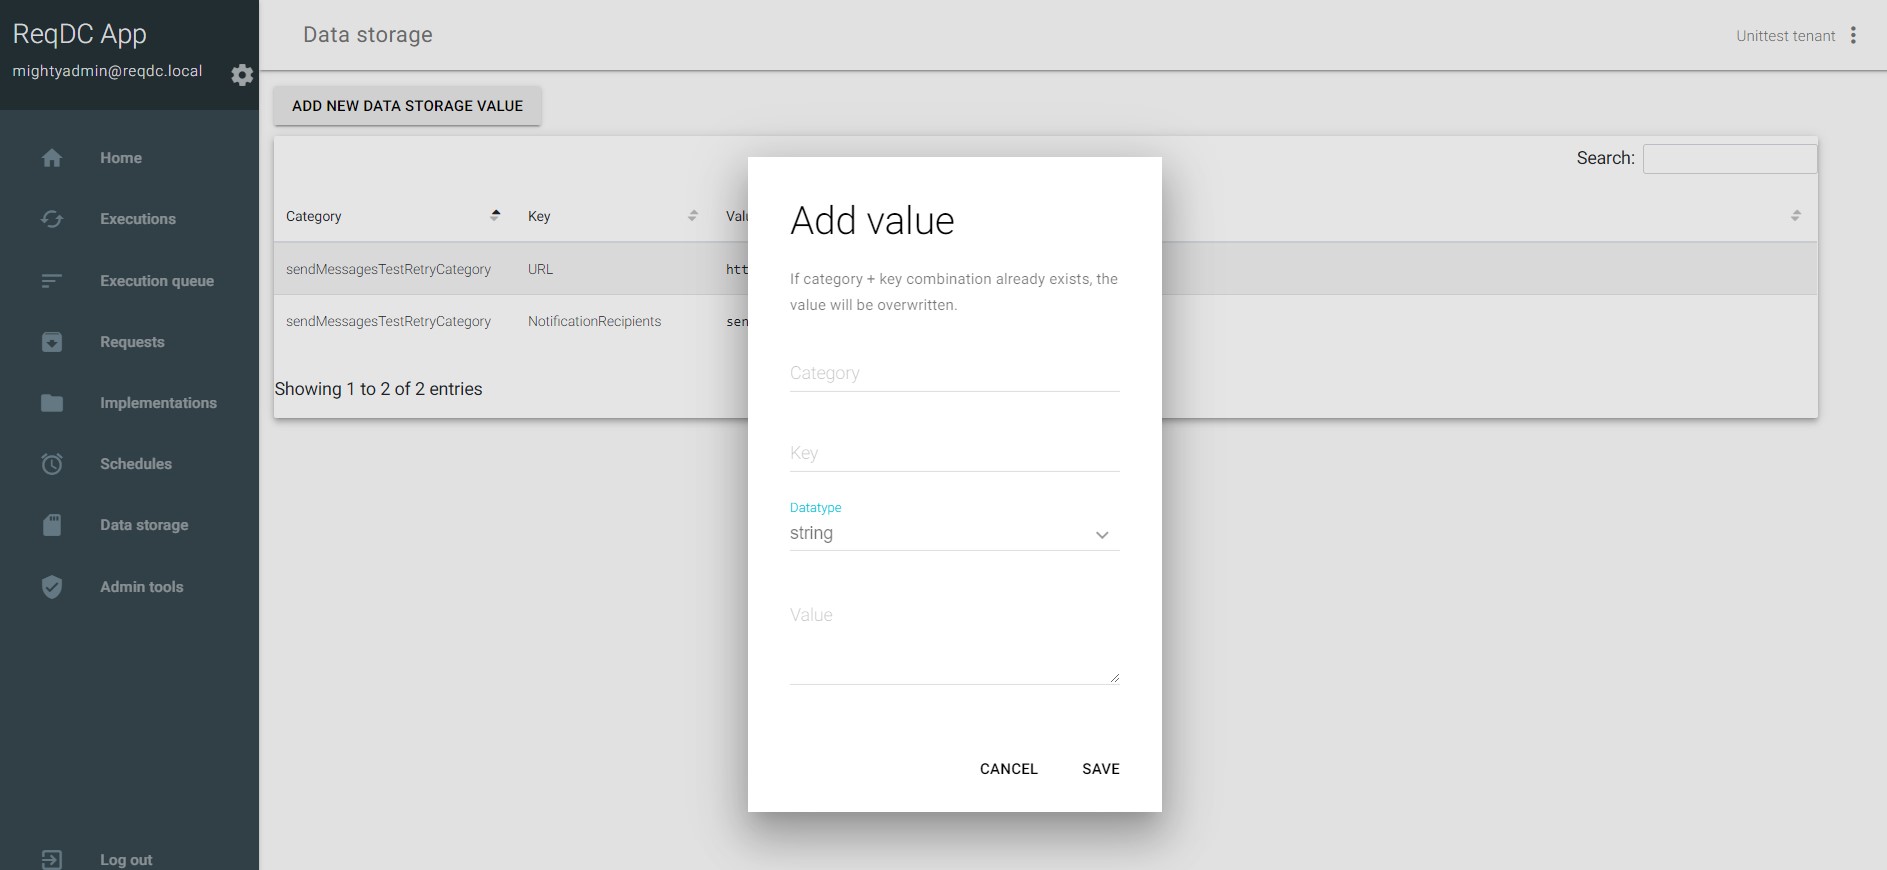 ReqDC App
mightyadmin@reqdc.local
Home
Executions
Execution queue
Requests
Implementations
Schedules
Data storage
Admin tools
Log out
Data storage
Unittest tenant
ADD NEW DATA STORAGE VALUE
Search:
Category Key
sendMessagesTestRetryCategory URL
sendMessagesTestRetryCategory NotificationRecipients
Showing 1 to 2 of 2 entries
Add value
If category + key combination already exists, the
value will be overwritten.
Category
Key
Datatype
string
Value
CANCEL SAVE